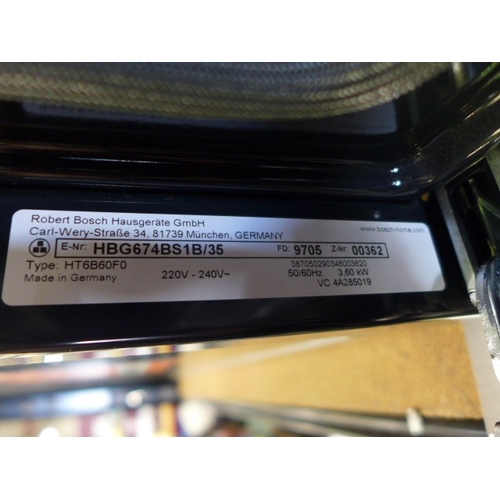 Robert Bosch Hausgeräte GmbH
Carl-Wery-Straße 34, 81739 München, GERMANY
www.bosch-home.com
E-Nr: HBG674BS1B/35 FD: 9705 Z-Nr: 00362
Type: HT6B60F0 220V - 240V~ 387050290346003620
Made in Germany 50/60Hz 3,60 kW
VC 4A285019